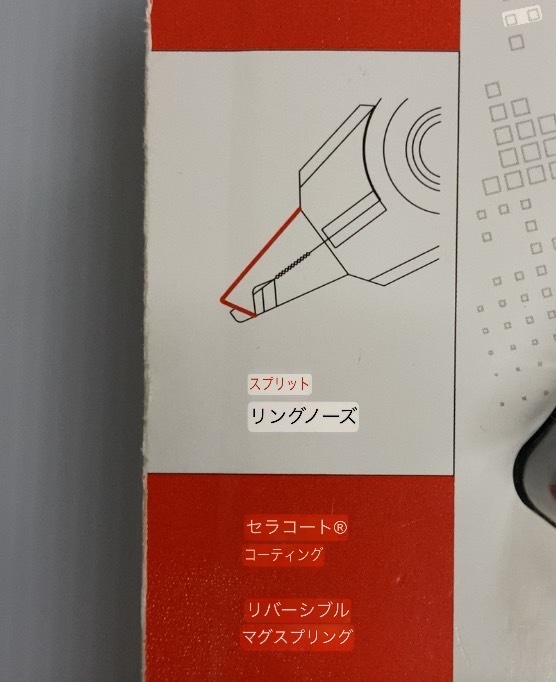 スプリット
リングノーズ
セラコート®
コーティング
リバーシブル
マグスプリング